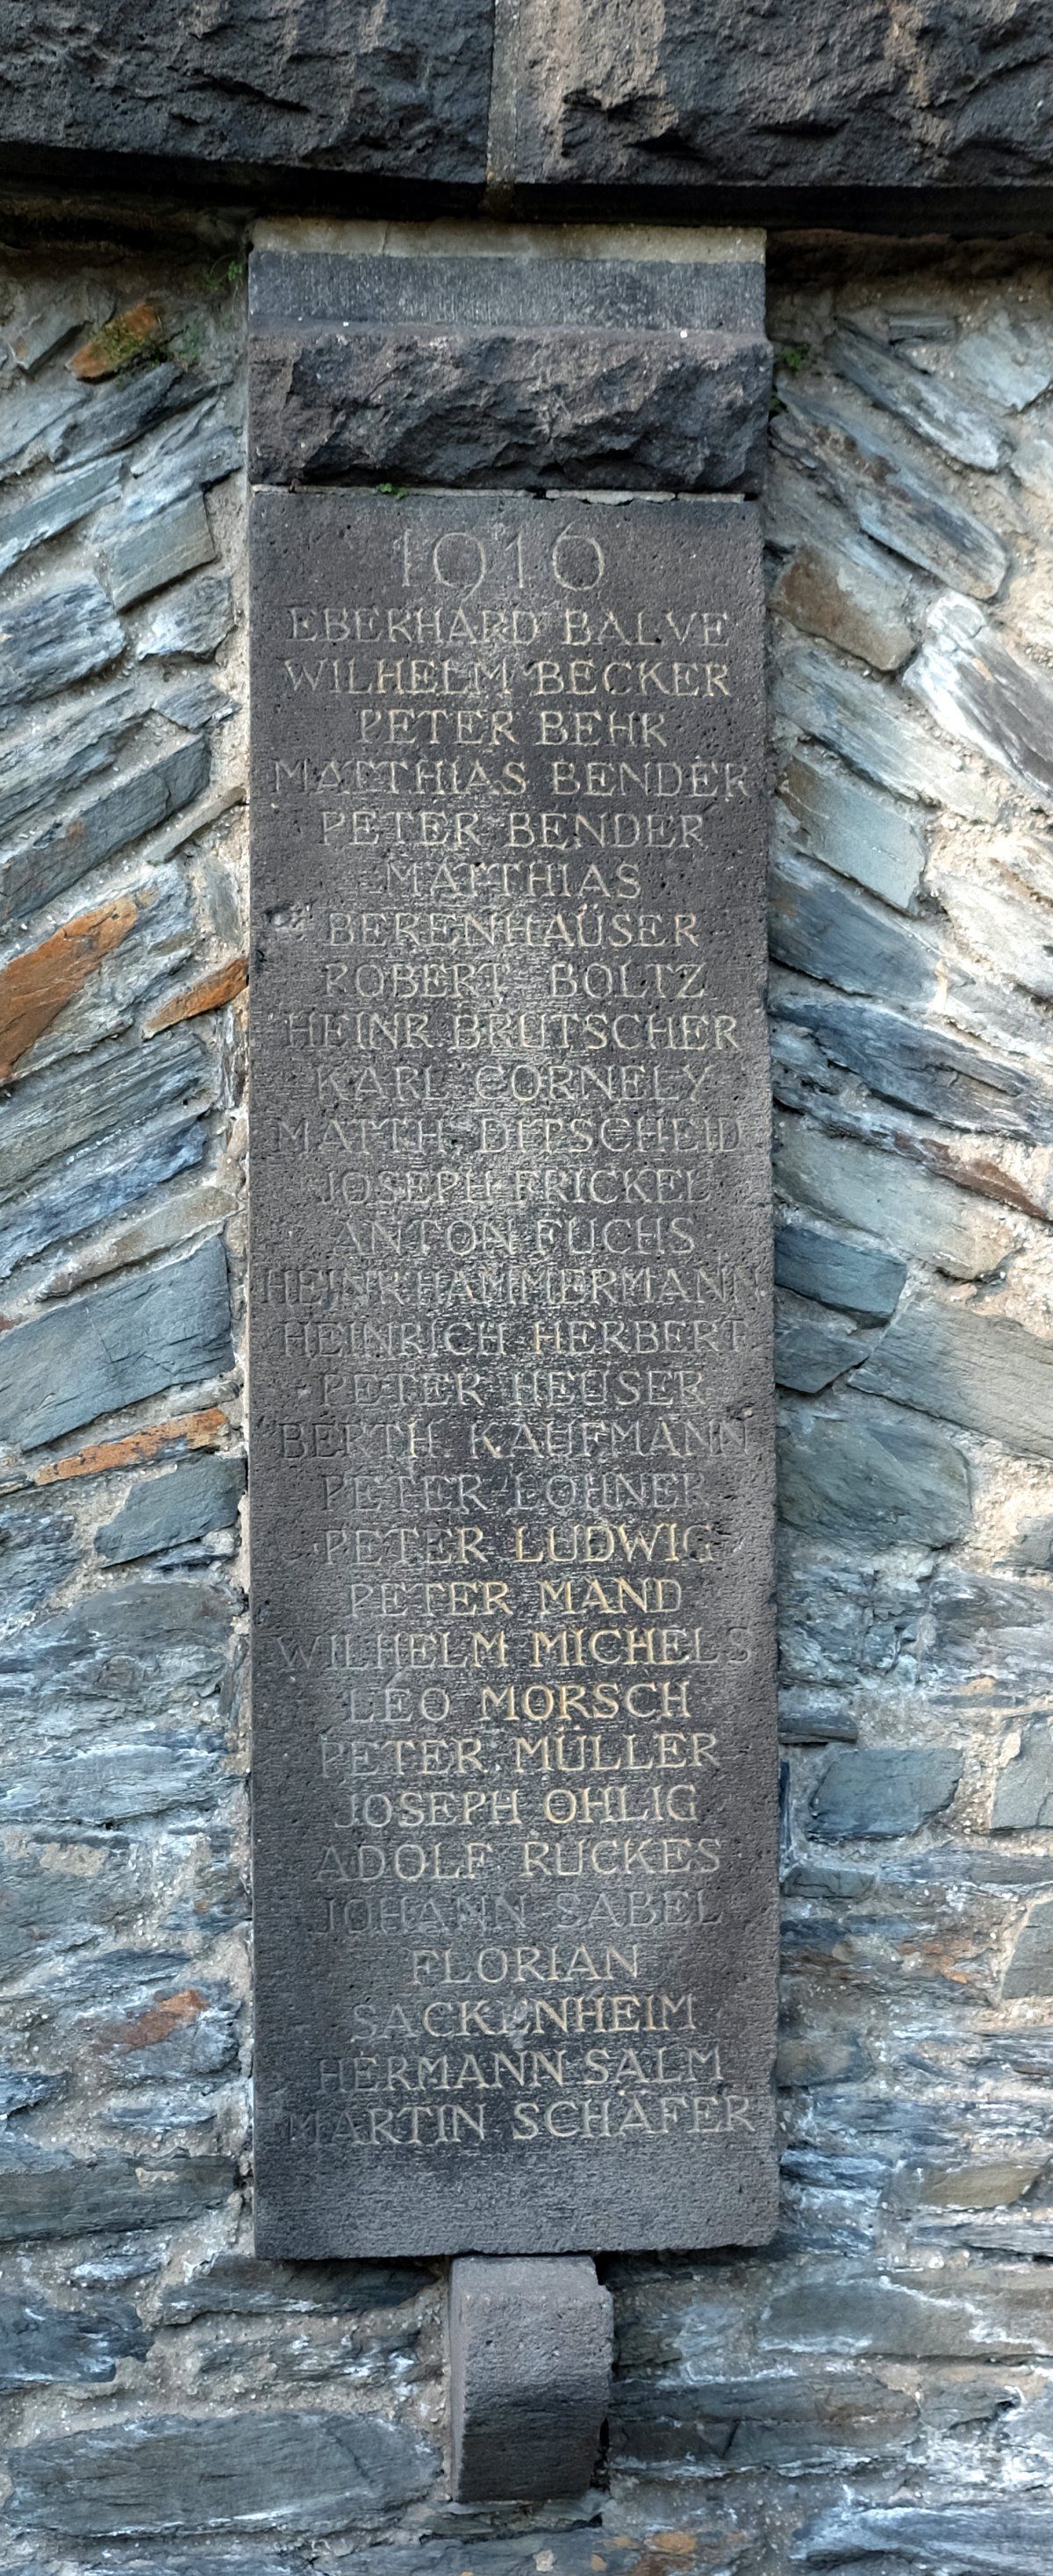 1916
EBERHARD BALVE
WILHELM BECKER
PETER BEHR
MATTHIAS BENDER
PETER BENDER
MATTHIAS
BERENHÄUSER
ROBERT BOLTZ
HEINR. BRUTSCHER
KARL CORNELY
MATTH. DITSCHEID
JOSEPH FRICKEL
ANTON FUCHS
HEINR. HAMMERMANN
HEINRICH HERBERT
PETER HEUSER
BERTH. KAUFMANN
PETER LOHNER
PETER LUDWIG
PETER MAND
WILHELM MICHELS
LEO MORSCH
PETER MÜLLER
JOSEPH OHLIG
ADOLF RUCKES
JOHANN SABEL
FLORIAN
SACKENHEIM
HERMANN SALM
MARTIN SCHÄFER